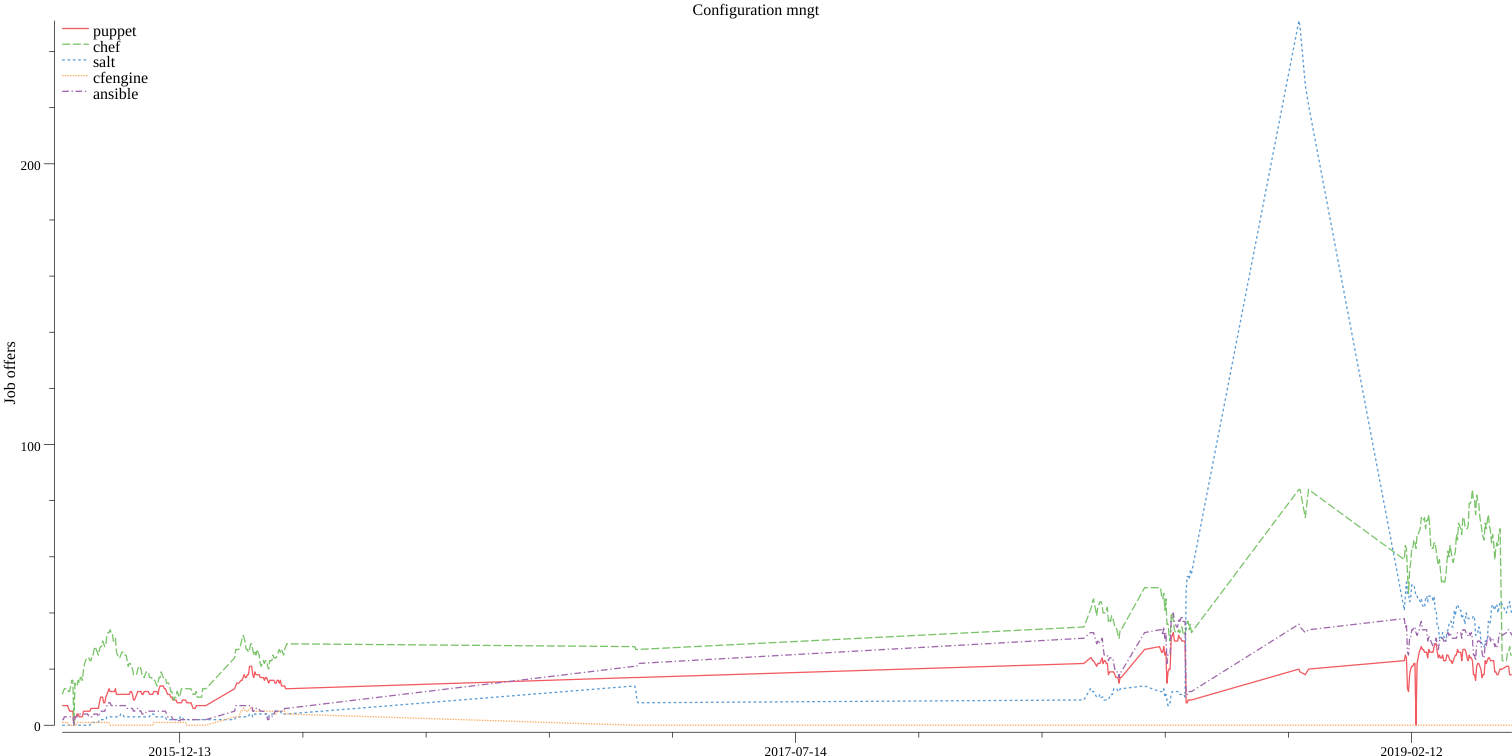 Configuration mngt
puppet
chef
salt
cfengine
ansible
200
100
0
Job offers
2015-12-13
2017-07-14
2019-02-12